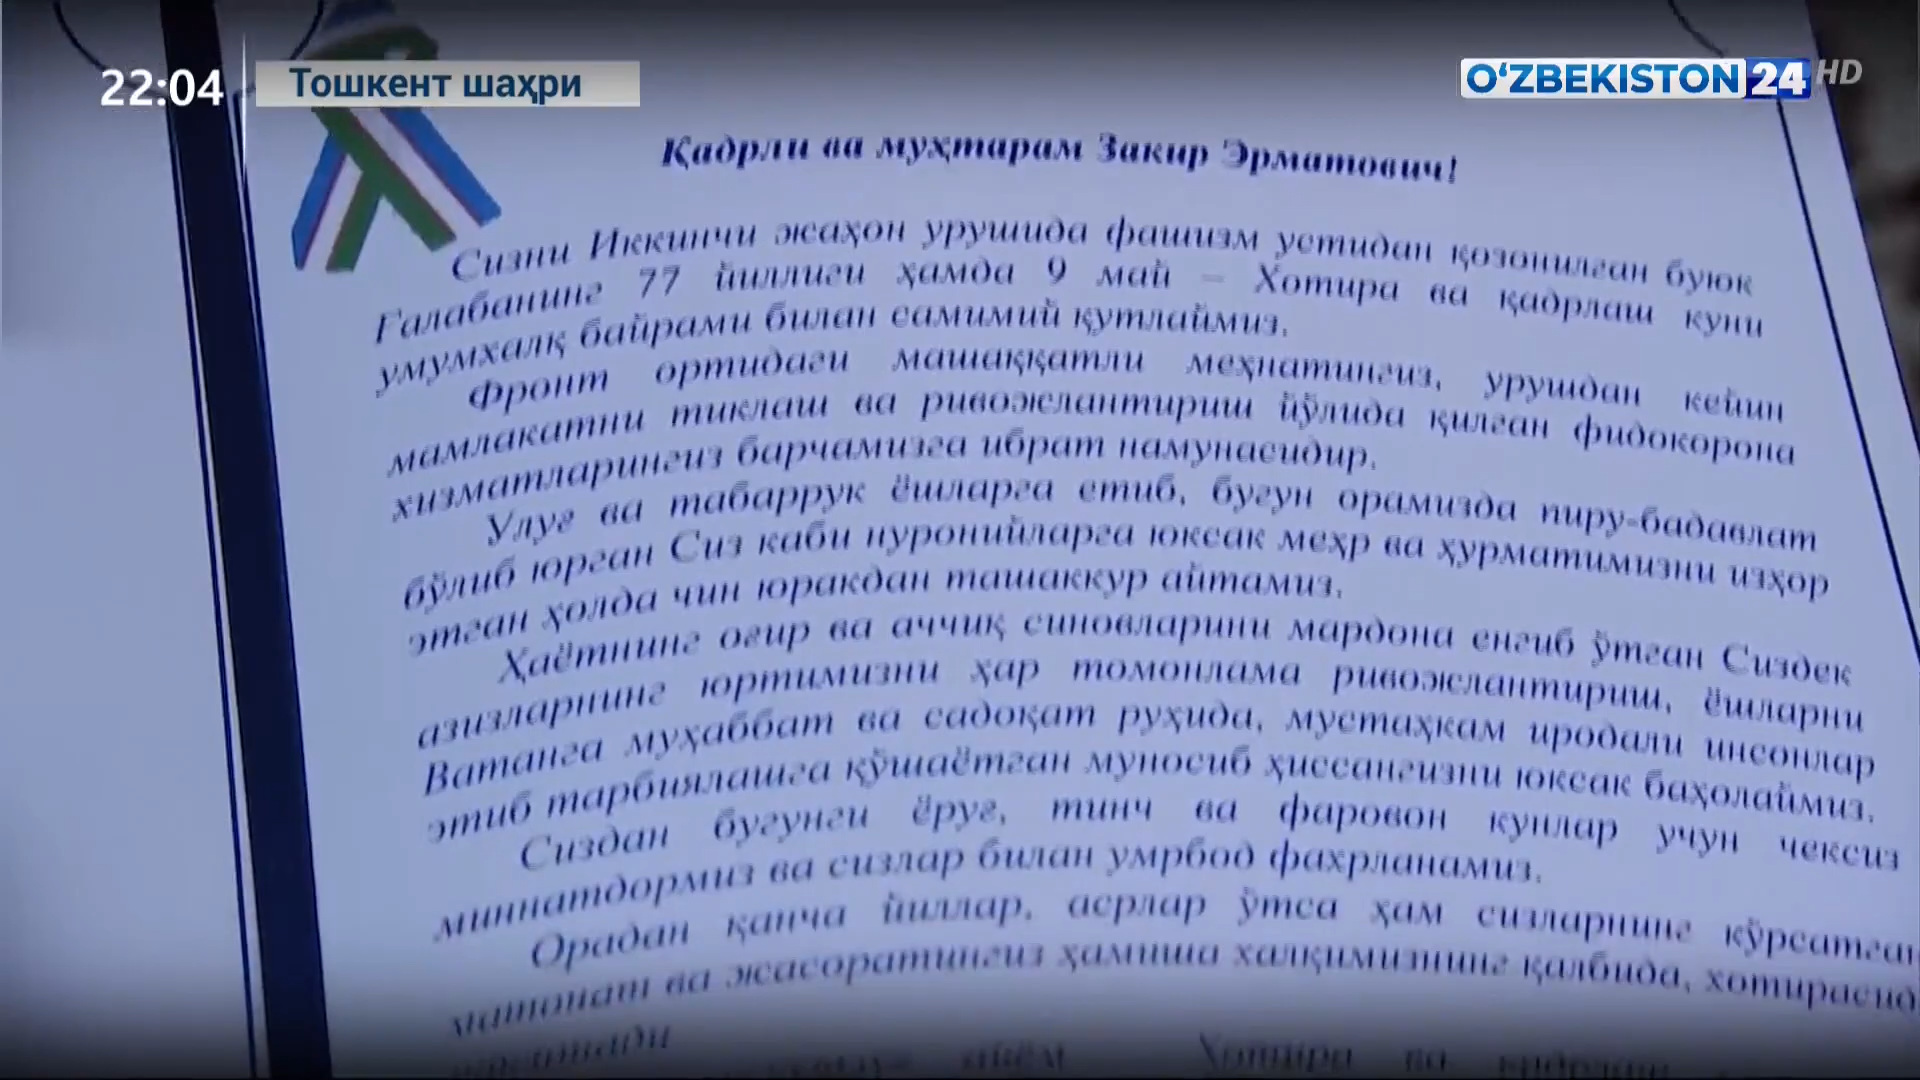 22:04
Тошкент шаҳри
O‘ZBEKISTON 24 HD
Қадрли ва муҳтарам Закир Эрматович!
Сизни Иккинчи жаҳон урушида фашизм устидан қозонилган буюк
Ғалабанинг 77 йиллиги ҳамда 9 май – Хотира ва қадрлаш куни
умумхалқ байрами билан самимий қутлаймиз.
Фронт ортидаги машаққатли меҳнатингиз, урушдан кейин
мамлакатни тиклаш ва ривожлантириш йўлида қилган фидокорона
хизматларингиз барчамизга ибрат намунасидир.
Улуғ ва табаррук ёшларга етиб, бугун орамизда пиру-бадавлат
бўлиб юрган Сиз каби нуронийларга юксак меҳр ва ҳурматимизни изҳор
этган ҳолда чин юракдан ташаккур айтамиз.
Ҳаётнинг оғир ва аччиқ синовларини мардона енгиб ўтган Сиздек
азизларнинг юртимизни ҳар томонлама ривожлантириш, ёшларни
Ватанга муҳаббат ва садоқат руҳида, мустаҳкам иродали инсонлар
этиб тарбиялашга қўшаётган муносиб ҳиссангизни юксак баҳолаймиз.
Сиздан бугунги ёруғ, тинч ва фаровон кунлар учун чексиз
миннатдормиз ва сизлар билан умрбод фахрланамиз.
Орадан қанча йиллар, асрлар ўтса ҳам сизларнинг кўрсатган
матонат ва жасоратингиз ҳамиша халқимизнинг қалбида, хотирасид
Хотира ва қадрлаш